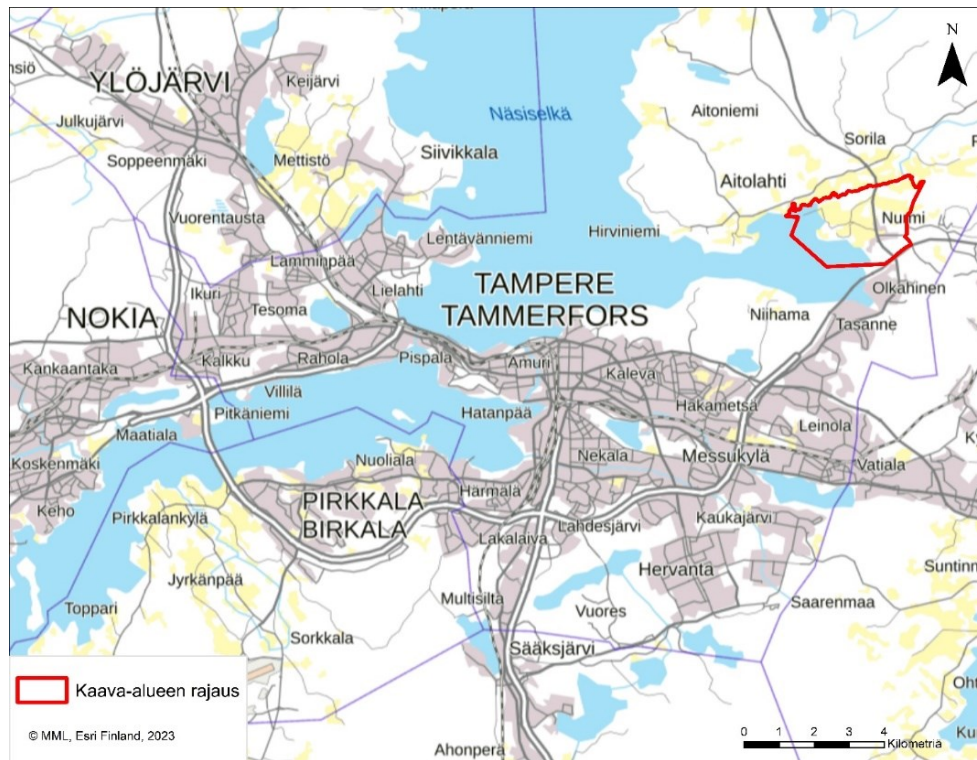 N
Näsiselkä
Keijärvi
YLÖJÄRVI
Aitoniemi
Julkujärvi
Sorila
Siivikkala
Soppeenmäki
Mettistö
Aitolahti
Vuorentausta
Nurmi
Lentävänniemi
Hirviniemi
Lamminpää
TAMPERE
TAMMERFORS
Ikuri
Lielahti
Olkahinen
Tesoma
Niihama
Tasanne
NOKIA
Kankaantaka
Kalkku
Rahola
Pispala
Amuri
Kaleva
Villilä
Hakametsä
Pitkäniemi
Hatanpää
Leinola
Maatiala
Koskenmäki
Nuoliala
Nekala
Messukylä
Vatiala
Keho
PIRKKALA
BIRKALA
Härmälä
Pirkkalankylä
Lakalaiva
Lahdesjärvi
Kaukajärvi
Jyrkänpää
Hervanta
Multisilta
Vuores
Saarenmaa
Toppari
Sorkkala
Sääksjärvi
Kaava-alueen rajaus
© MML, Esri Finland, 2023
Ahonperä
0 1 2 3 4
Kilometriä